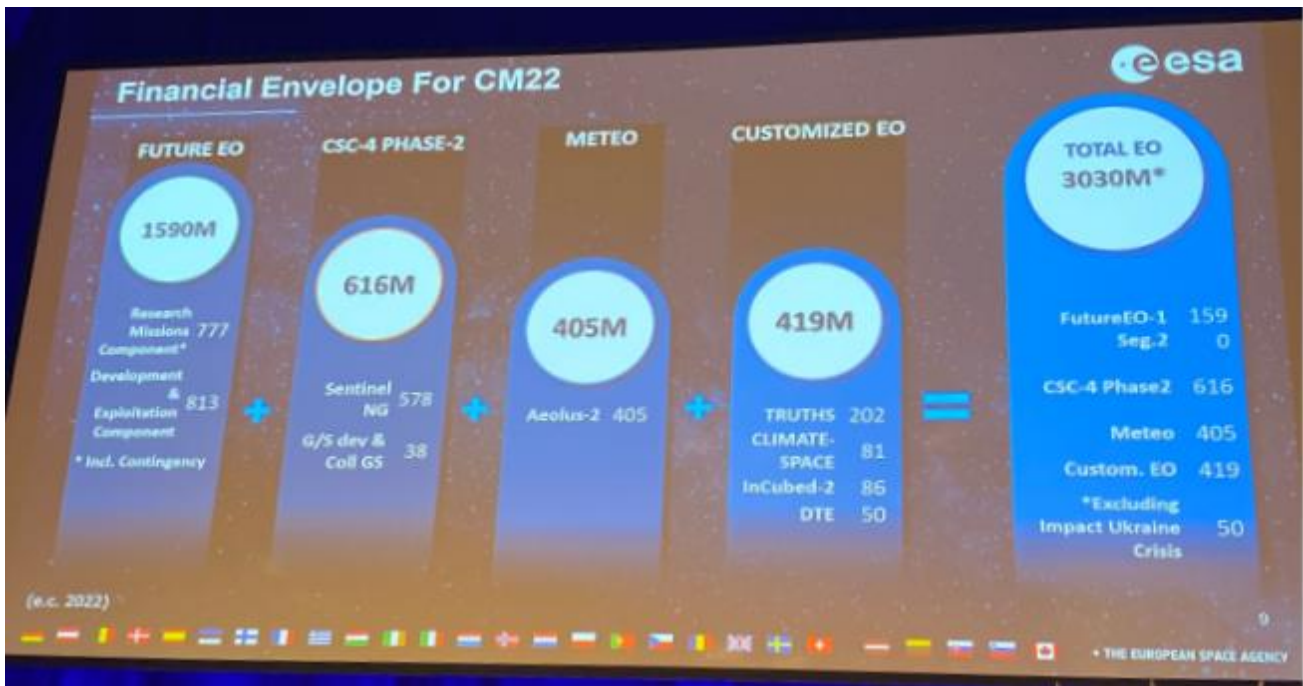 Financial Envelope For CM22
esa
FUTURE EO
1590M
Research
Missions 777
Component*
Development
&
Exploitation 813
Component
* Incl. Contingency
+
CSC-4 PHASE-2
616M
Sentinel
NG 578
G/S dev &
Coll GS 38
+
METEO
405M
Aeolus-2 405
+
CUSTOMIZED EO
419M
TRUTHS 202
CLIMATE-
SPACE 81
InCubed-2 86
DTE 50
=
TOTAL EO
3030M*
FutureEO-1 159
Seg.2 0
CSC-4 Phase2 616
Meteo 405
Custom. EO 419
*Excluding
Impact Ukraine 50
Crisis
(e.c. 2022)
9
THE EUROPEAN SPACE AGENCY